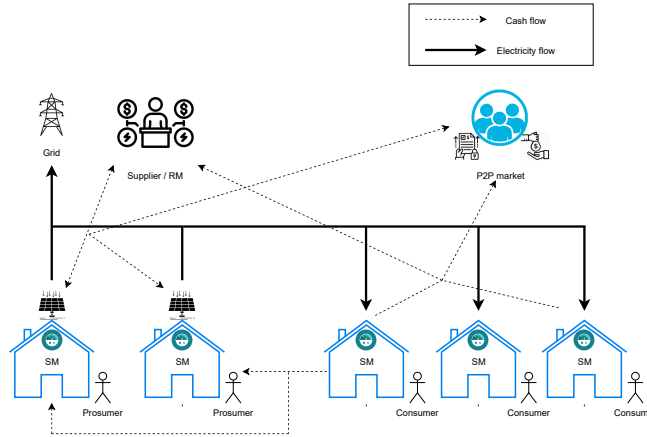 Cash flow
Electricity flow
Grid
Supplier / RM
P2P market
SM
SM
SM
SM
SM
Prosumer
Prosumer
Consumer
Consumer
Consum